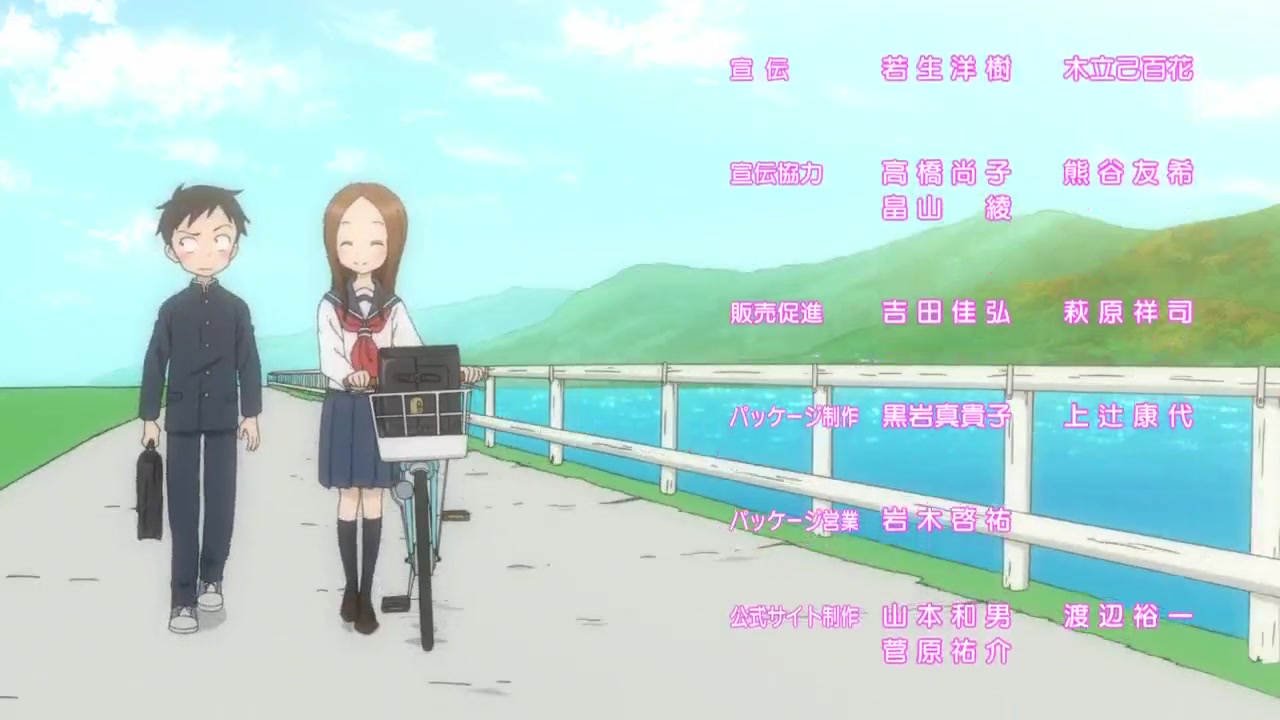 宣伝 若生洋樹 木立己百花
宣伝協力 高橋尚子 熊谷友希
畠山 綾
販売促進 吉田佳弘 萩原祥司
パッケージ制作 黒岩真貴子 上辻康代
パッケージ営業 岩木啓祐
公式サイト制作 山本和男 渡辺裕一
菅原祐介